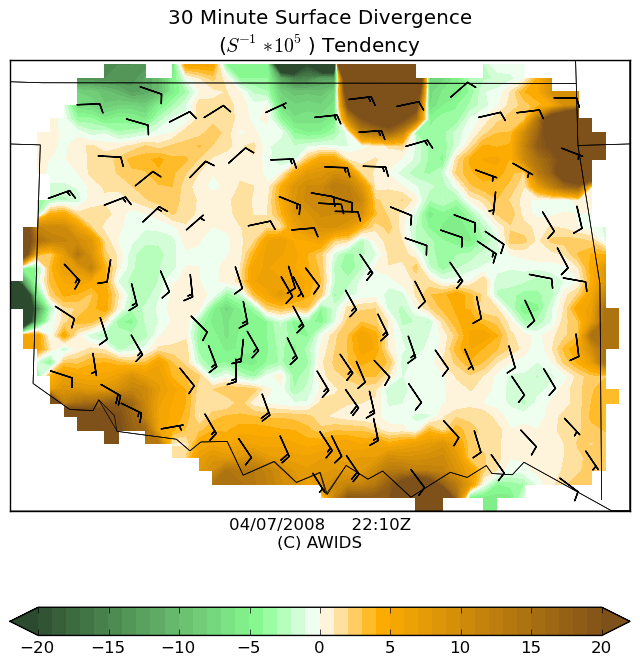 30 Minute Surface Divergence
(S⁻¹ * 10⁵ ) Tendency
04/07/2008 22:10Z
(C) AWIDS
−20 −15 −10 −5 0 5 10 15 20